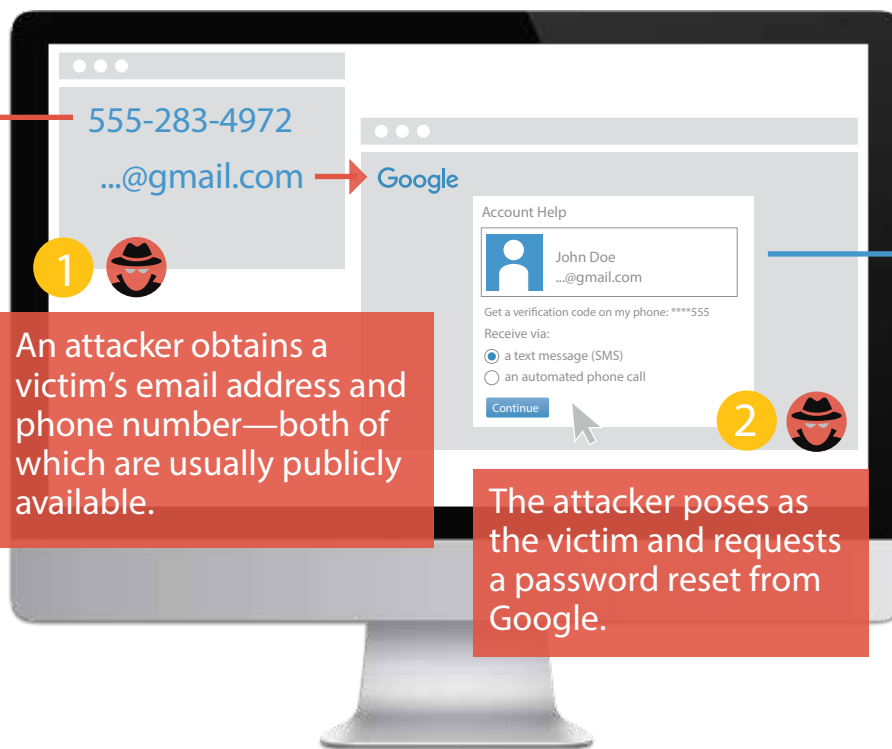 555-283-4972
...@gmail.com
1
An attacker obtains a
victim’s email address and
phone number—both of
which are usually publicly
available.
Google
Account Help
John Doe
...@gmail.com
Get a verification code on my phone: ****555
Receive via:
a text message (SMS)
an automated phone call
Continue
2
The attacker poses as
the victim and requests
a password reset from
Google.